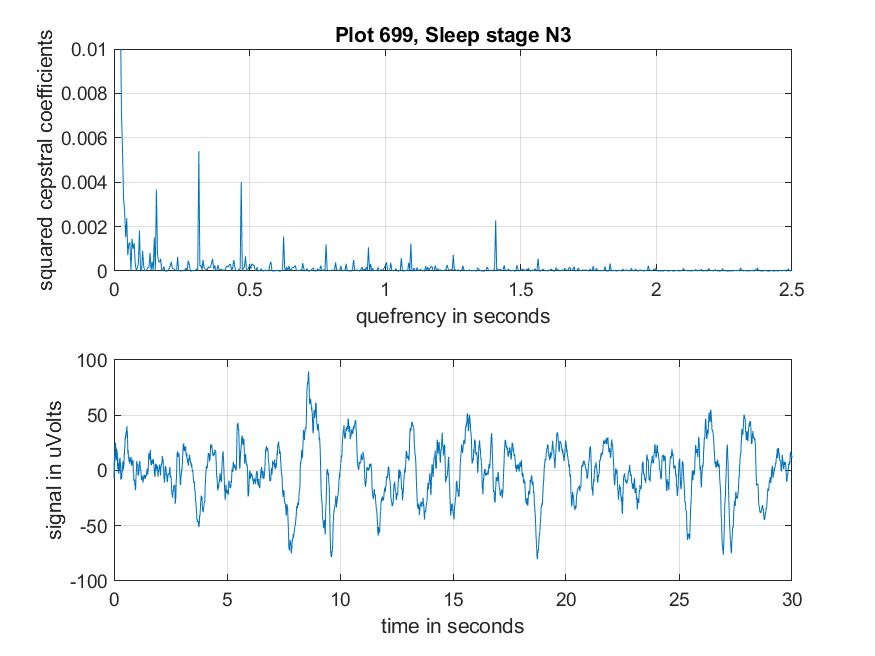 Plot 699, Sleep stage N3
squared cepstral coefficients
0.01
0.008
0.006
0.004
0.002
0
0 0.5 1 1.5 2 2.5
quefrency in seconds
signal in uVolts
100
50
0
-50
-100
0 5 10 15 20 25 30
time in seconds